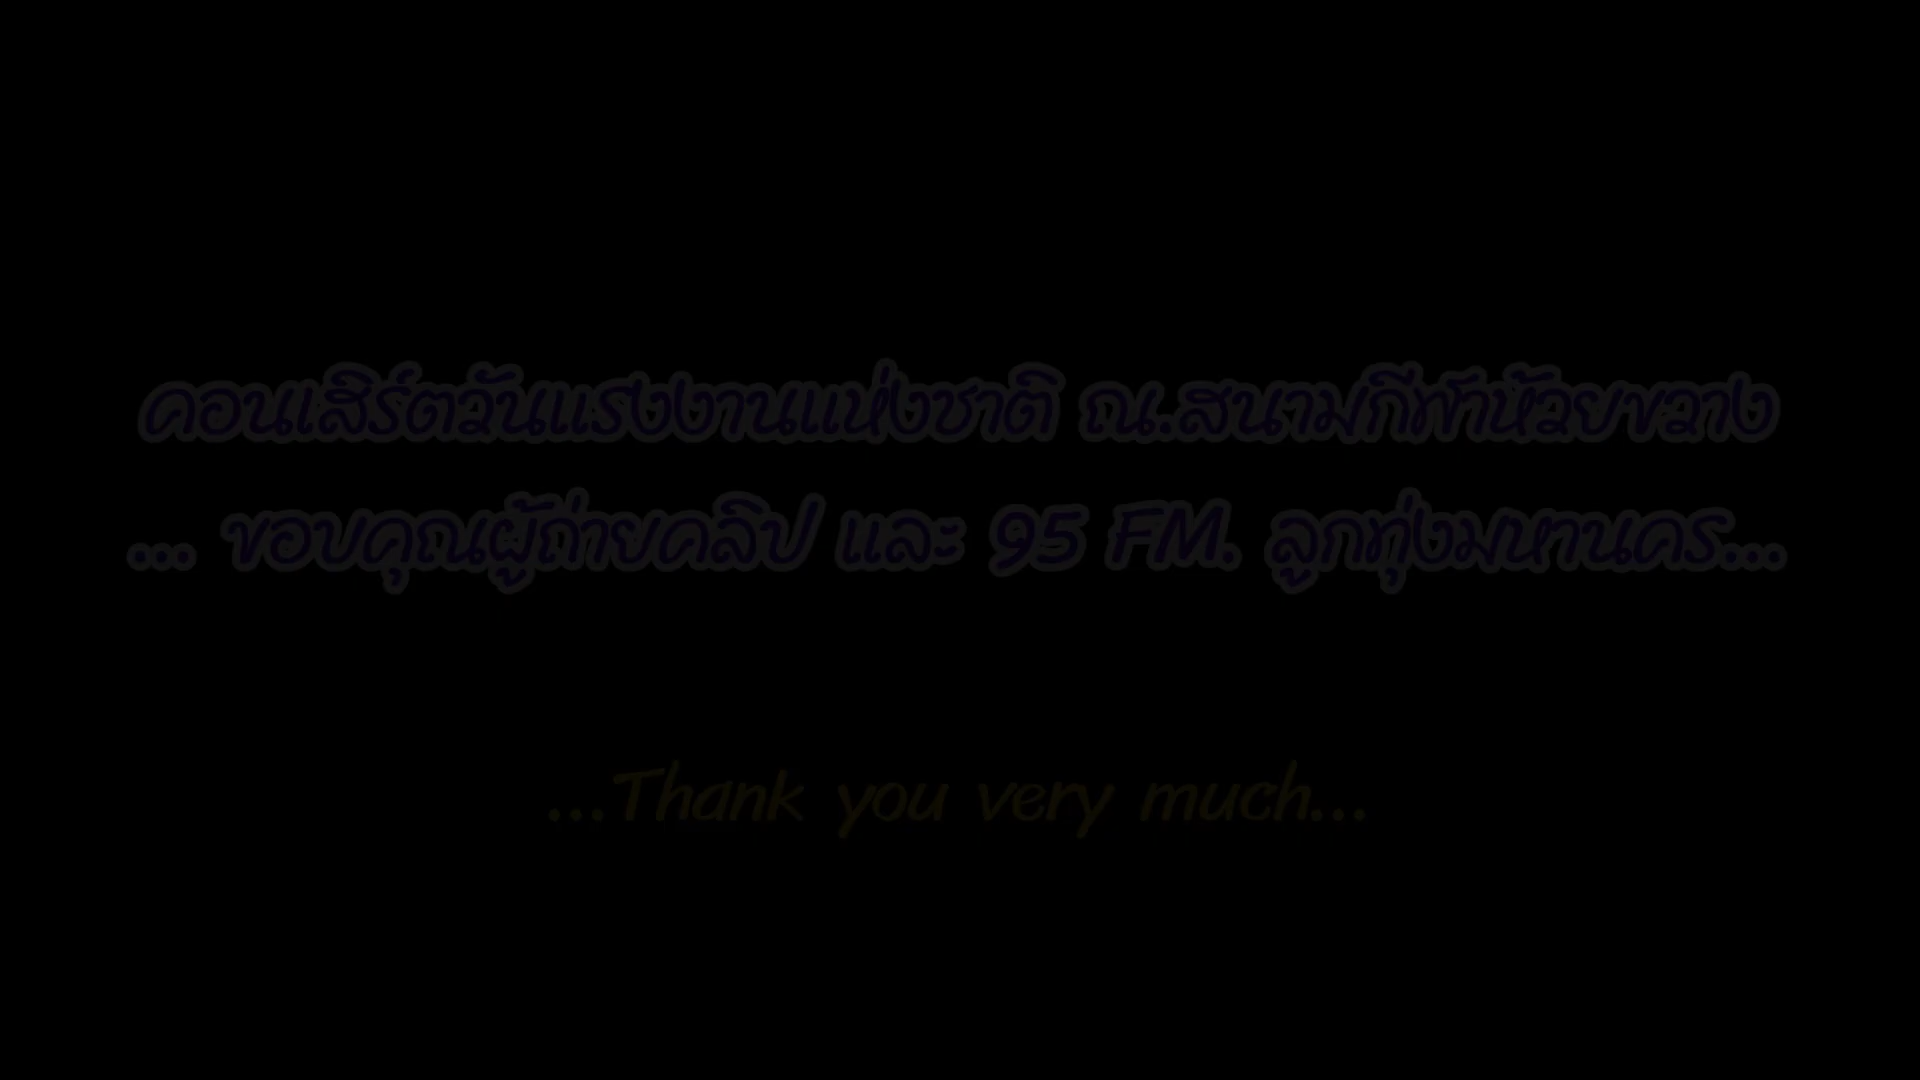 คอนเสิร์ตวันแรงงานแห่งชาติ ณ.สนามกีฬาห้วยขวาง
... ขอบคุณผู้ถ่ายคลิป และ 95 FM. ลูกทุ่งมหานคร...
...Thank you very much...